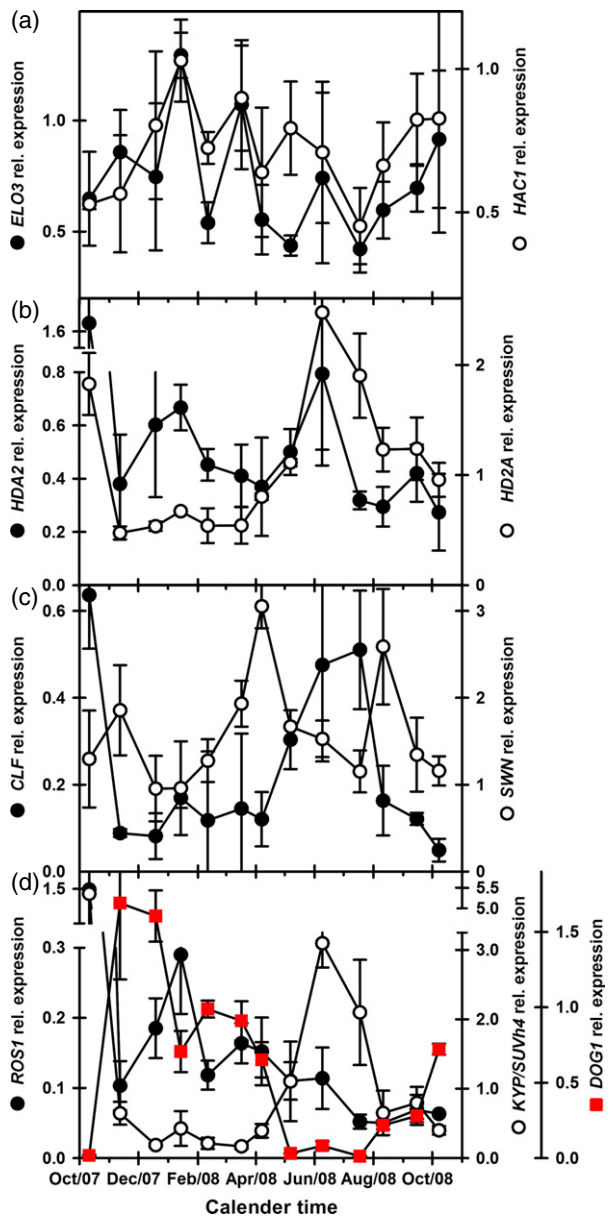 (a)
1.0
0.5
● ELO3 rel. expression
1.0
0.5
○ HAC1 rel. expression
(b)
1.6
0.8
0.6
0.4
0.2
0.0
● HDA2 rel. expression
2
1
0
○ HD2A rel. expression
(c)
0.6
0.4
0.2
0.0
● CLF rel. expression
3
2
1
0
○ SWN rel. expression
(d)
1.5
0.3
0.2
0.1
0.0
● ROS1 rel. expression
5.5
5.0
3.0
2.0
1.0
0.0
○ KYP/SUVH4 rel. expression
1.5
1.0
0.5
0.0
■ DOG1 rel. expression
Oct/07 Dec/07 Feb/08 Apr/08 Jun/08 Aug/08 Oct/08
Calender time